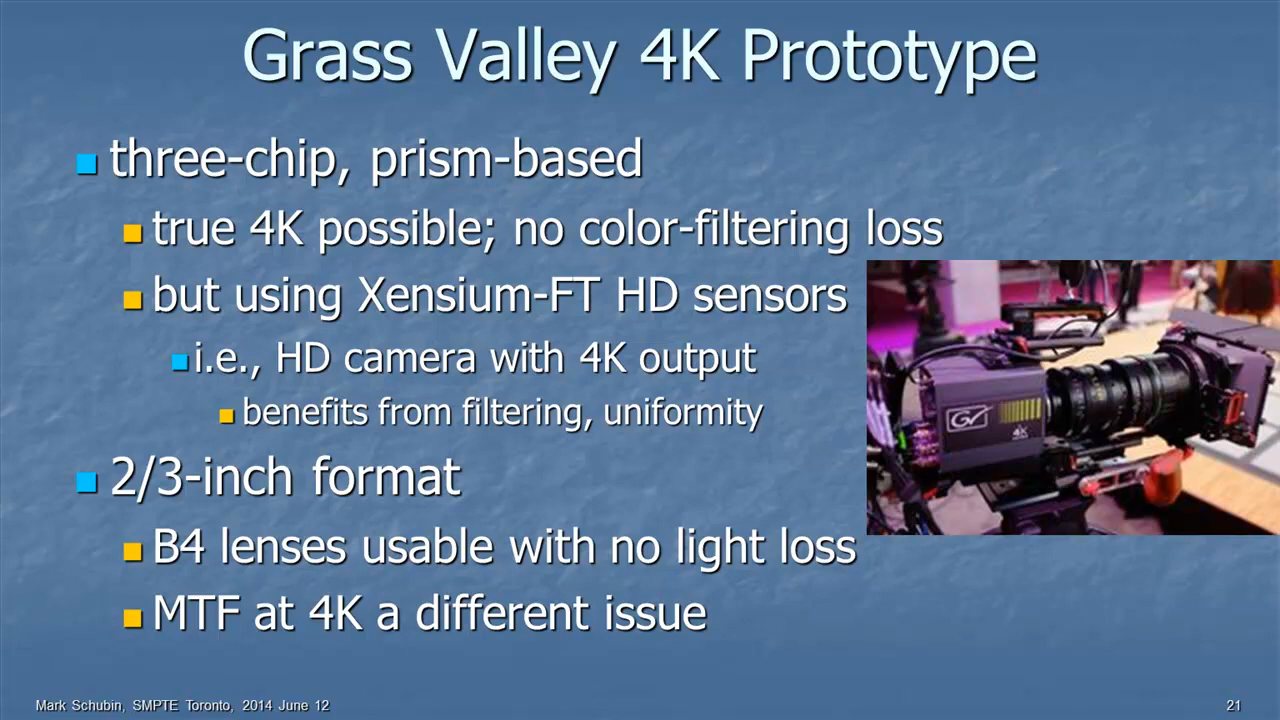 Grass Valley 4K Prototype
three-chip, prism-based
true 4K possible; no color-filtering loss
but using Xensium-FT HD sensors
i.e., HD camera with 4K output
benefits from filtering, uniformity
2/3-inch format
B4 lenses usable with no light loss
MTF at 4K a different issue
GV
4K
Mark Schubin, SMPTE Toronto, 2014 June 12
21